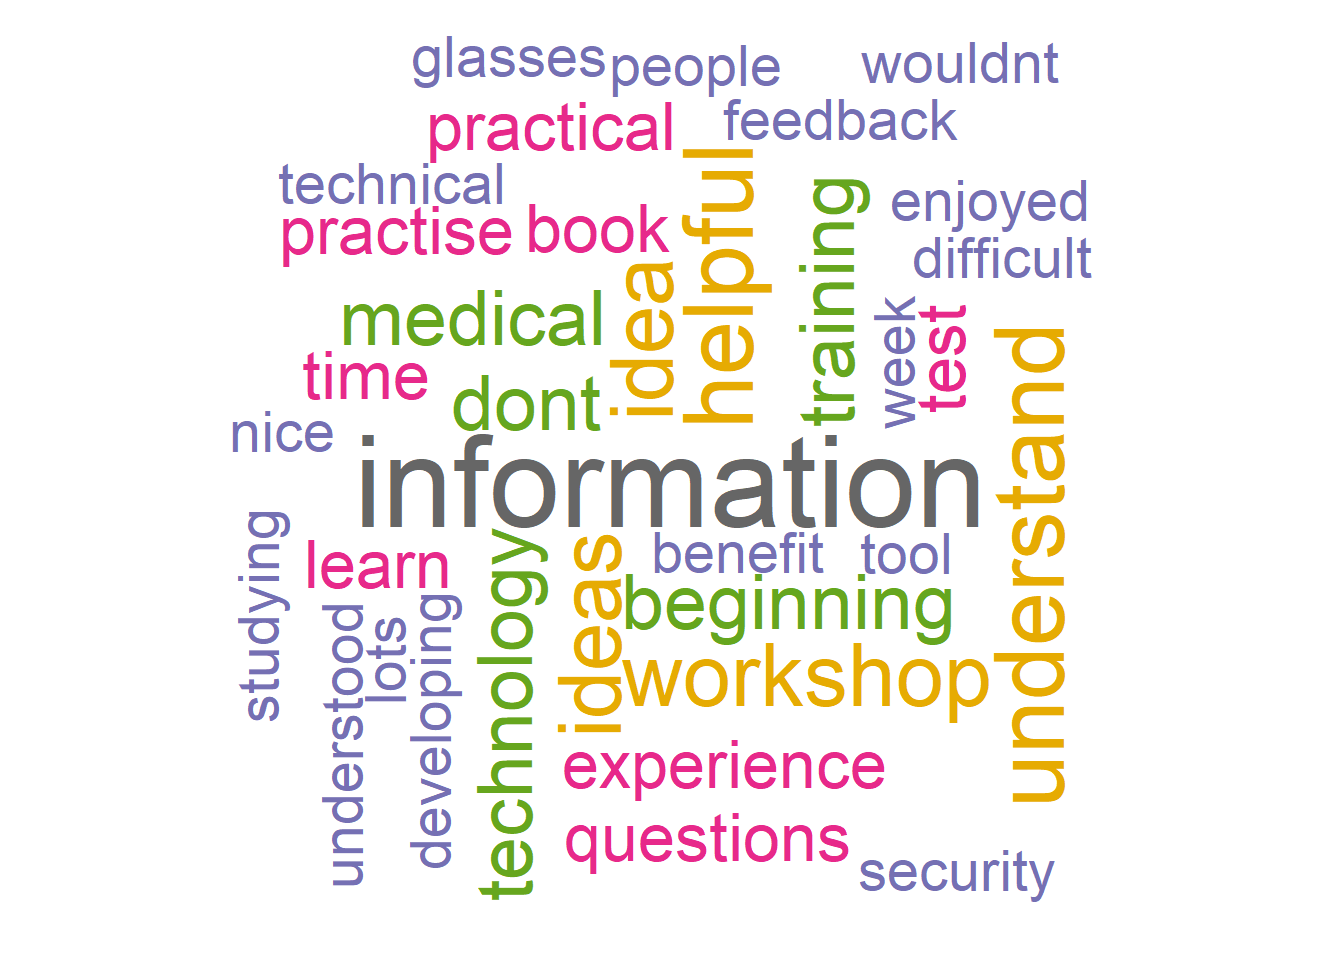 glasses
people
wouldnt
practical
feedback
technical
practise
book
helpful
training
enjoyed
difficult
medical
idea
week
test
time
dont
understand
nice
information
studying
learn
technology
ideas
benefit
tool
understood
lots
developing
beginning
workshop
experience
questions
security